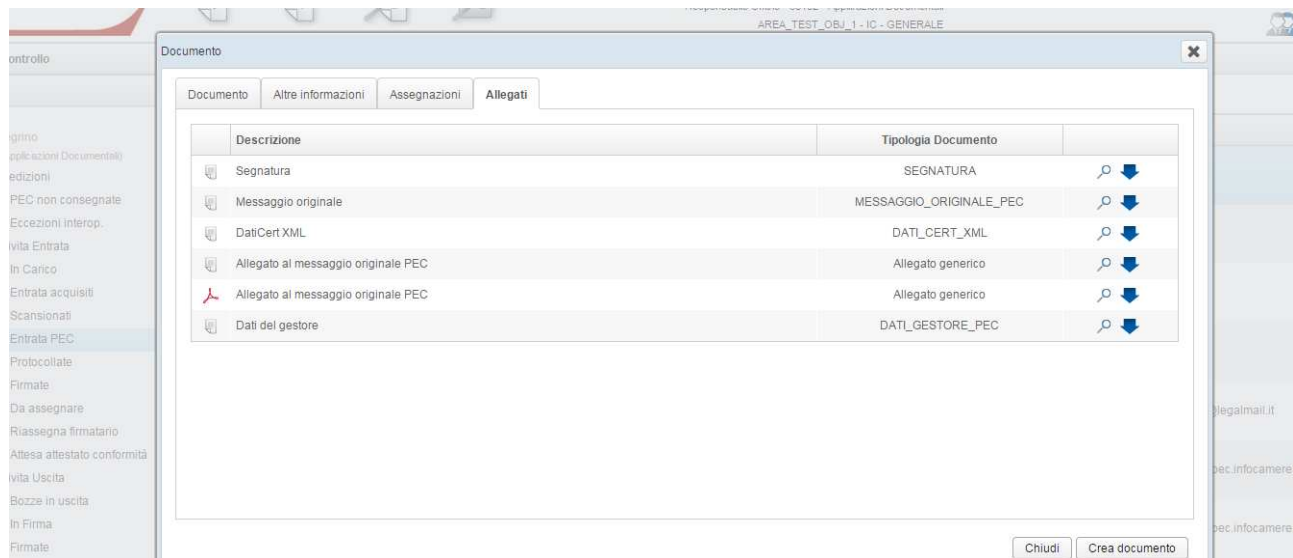 AREA_TEST_OBJ_1 - IC - GENERALE
ontrollo
Documento
Documento
Altre informazioni
Assegnazioni
Allegati
Descrizione
Tipologia Documento
Segnatura
SEGNATURA
Messaggio originale
MESSAGGIO_ORIGINALE_PEC
DatiCert XML
DATI_CERT_XML
Allegato al messaggio originale PEC
Allegato generico
Allegato al messaggio originale PEC
Allegato generico
Dati del gestore
DATI_GESTORE_PEC
Chiudi
Crea documento
pplicazioni Documentali)
edizioni
PEC non consegnate
Eccezioni interop.
ivita Entrata
In Carico
Entrata acquisiti
Scansionati
Entrata PEC
Protocollate
Firmate
Da assegnare
Riassegna firmatario
Attesa attestato conformità
ivita Uscita
Bozze in uscita
In Firma
Firmate
legalmail.it
pec.infocamere
pec.infocamere